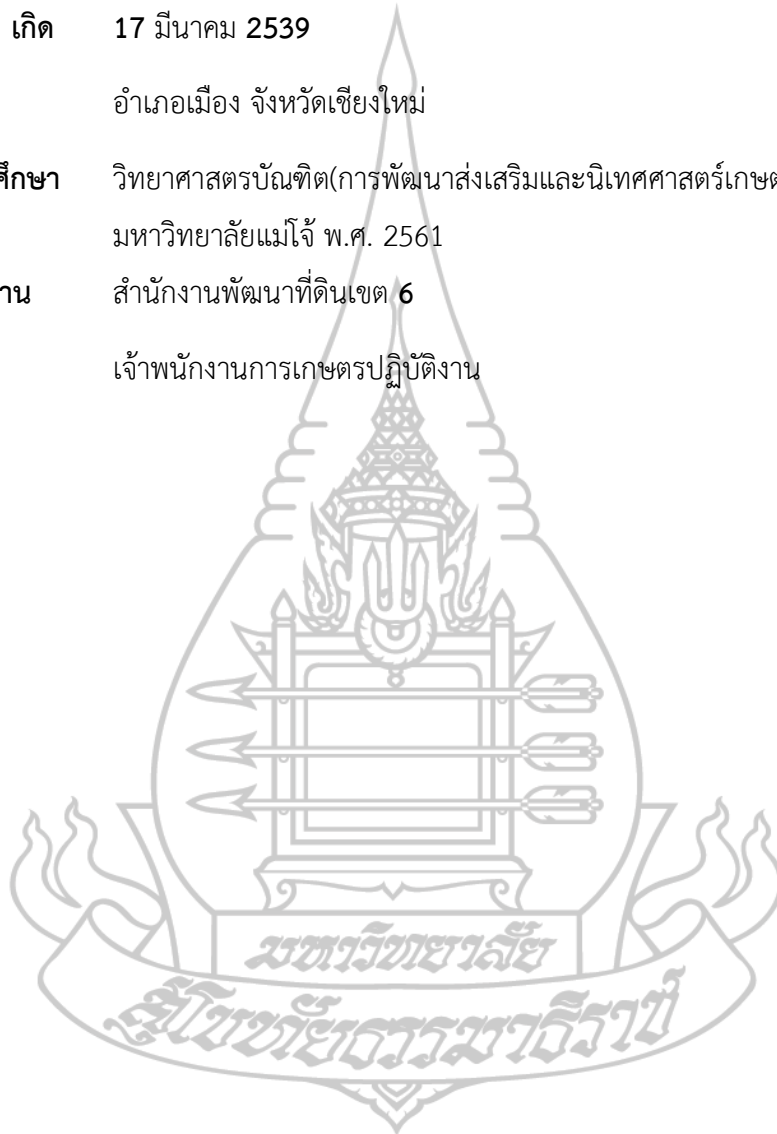 เกิด 17 มีนาคม 2539
อำเภอเมือง จังหวัดเชียงใหม่
ศึกษา วิทยาศาสตรบัณฑิต(การพัฒนาส่งเสริมและนิเทศศาสตร์เกษต
มหาวิทยาลัยแม่โจ้ พ.ศ. 2561
าน สำนักงานพัฒนาที่ดินเขต 6
เจ้าพนักงานการเกษตรปฏิบัติงาน
มหาวิทยาลัย
สุโขทัยธรรมาธิราช